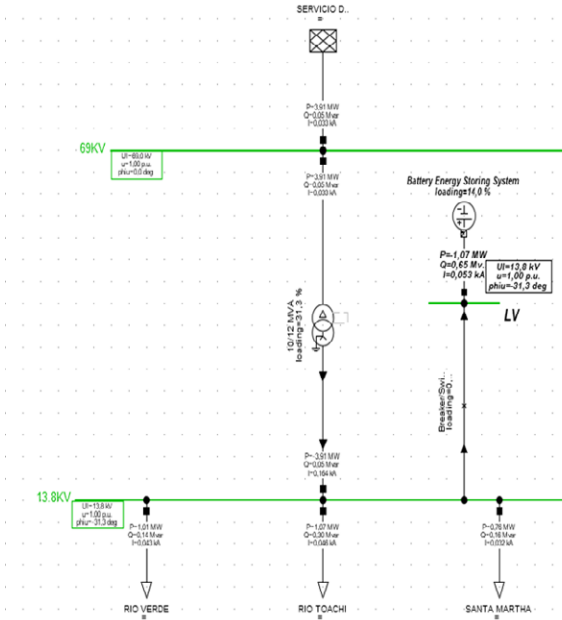 SERVICIO D..
P=3,91 MW
Q=0,05 Mvar
I=0,033 kA
69KV
Ul=69,0 kV
u=1,00 p.u.
phiu=0,0 deg
P=3,91 MW
Q=0,05 Mvar
I=0,033 kA
Battery Energy Storing System
loading=14,0 %
P=-1,07 MW
Q=0,65 Mv.
I=0,053 kA
Ul=13,8 kV
u=1,00 p.u.
phiu=-31,3 deg
LV
10/12 MVA
loading=31,3 %
Breaker/Swi..
loading=0,..
P=-3,91 MW
Q=0,05 Mvar
I=0,164 kA
13.8KV
Ul=13,8 kV
u=1,00 p.u.
phiu=-31,3 deg
P=1,01 MW
Q=0,14 Mvar
I=0,043 kA
P=1,07 MW
Q=0,30 Mvar
I=0,046 kA
P=0,76 MW
Q=0,16 Mvar
I=0,032 kA
RIO VERDE
RIO TOACHI
SANTA MARTHA